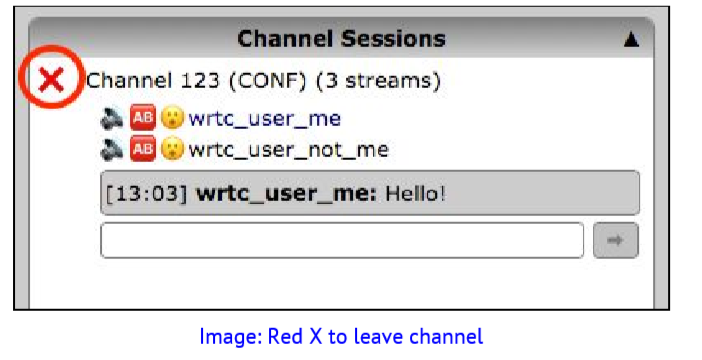 Channel Sessions ▲
Channel 123 (CONF) (3 streams)
AB wrtc_user_me
AB wrtc_user_not_me
[13:03] wrtc_user_me: Hello!
Image: Red X to leave channel